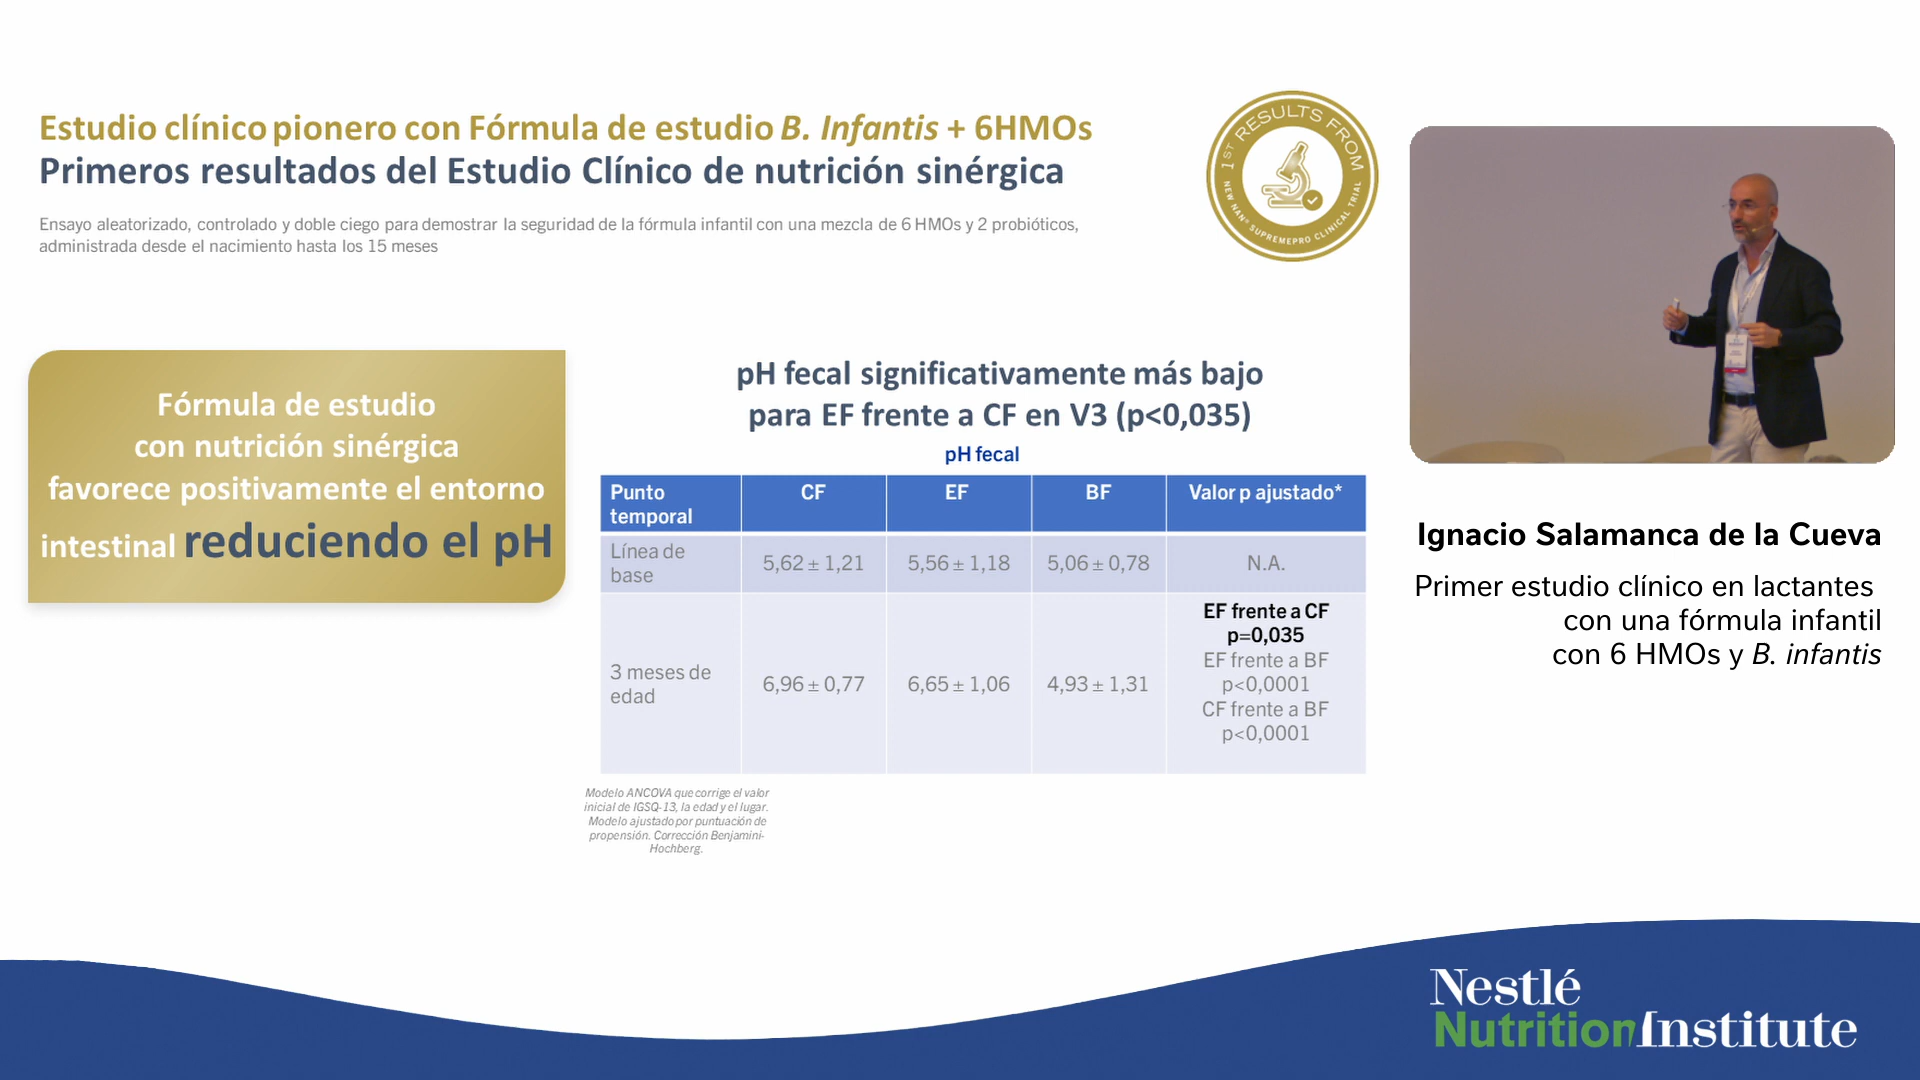 Estudio clínico pionero con Fórmula de estudio B. Infantis + 6HMOs
Primeros resultados del Estudio Clínico de nutrición sinérgica
Ensayo aleatorizado, controlado y doble ciego para demostrar la seguridad de la fórmula infantil con una mezcla de 6 HMOs y 2 probióticos,
administrada desde el nacimiento hasta los 15 meses
1ST RESULTS FROM
NEW NAN® SUPREMEPRO CLINICAL TRIAL
Fórmula de estudio
con nutrición sinérgica
favorece positivamente el entorno
intestinal reduciendo el pH
pH fecal significativamente más bajo
para EF frente a CF en V3 (p<0,035)
pH fecal
Punto temporal CF EF BF Valor p ajustado*
Línea de base 5,62 ± 1,21 5,56 ± 1,18 5,06 ± 0,78 N.A.
3 meses de edad 6,96 ± 0,77 6,65 ± 1,06 4,93 ± 1,31
EF frente a CF
p=0,035
EF frente a BF
p<0,0001
CF frente a BF
p<0,0001
Modelo ANCOVA que corrige el valor
inicial de IGSQ-13, la edad y el lugar.
Modelo ajustado por puntuación de
propensión. Corrección Benjamini-
Hochberg.
Ignacio Salamanca de la Cueva
Primer estudio clínico en lactantes
con una fórmula infantil
con 6 HMOs y B. infantis
Nestlé
NutritionInstitute